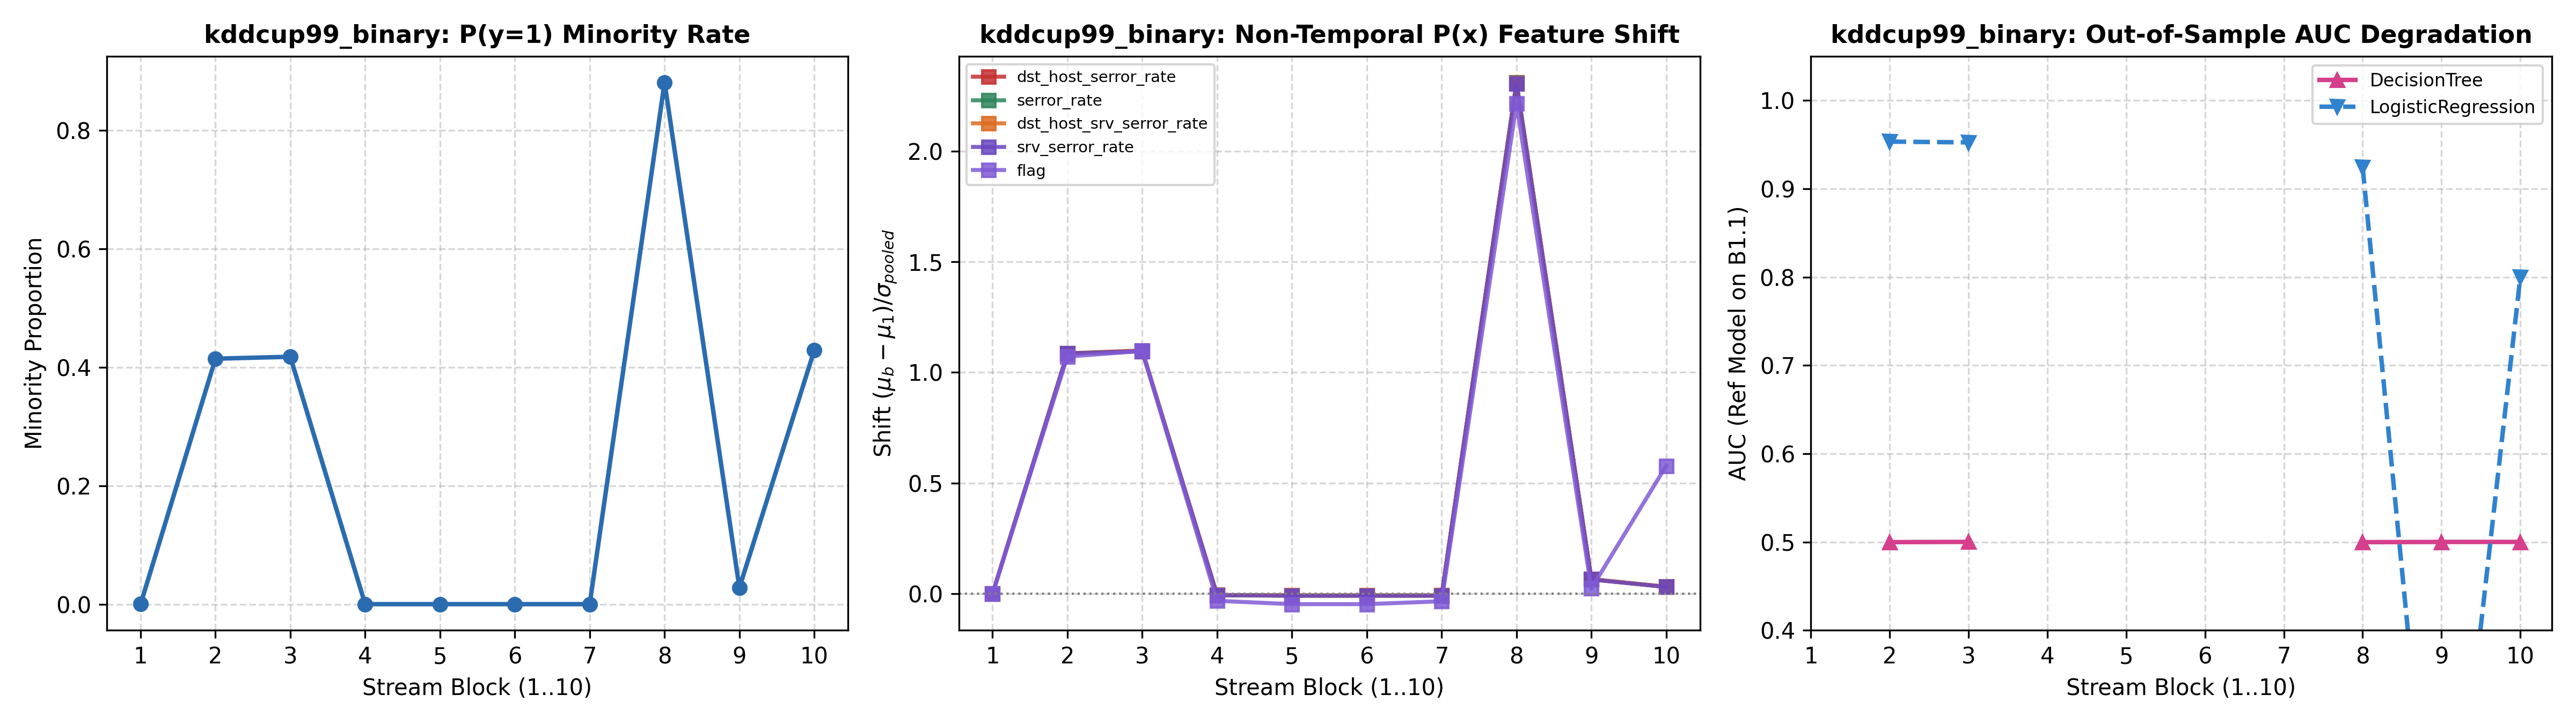 kddcup99_binary: P(y=1) Minority Rate
Minority Proportion
0.8
0.6
0.4
0.2
0.0
1 2 3 4 5 6 7 8 9 10
Stream Block (1..10)
kddcup99_binary: Non-Temporal P(x) Feature Shift
dst_host_serror_rate
serror_rate
dst_host_srv_serror_rate
srv_serror_rate
flag
Shift (μ_b − μ_1)/σ_pooled
2.0
1.5
1.0
0.5
0.0
1 2 3 4 5 6 7 8 9 10
Stream Block (1..10)
kddcup99_binary: Out-of-Sample AUC Degradation
DecisionTree
LogisticRegression
AUC (Ref Model on B1.1)
1.0
0.9
0.8
0.7
0.6
0.5
0.4
1 2 3 4 5 6 7 8 9 10
Stream Block (1..10)